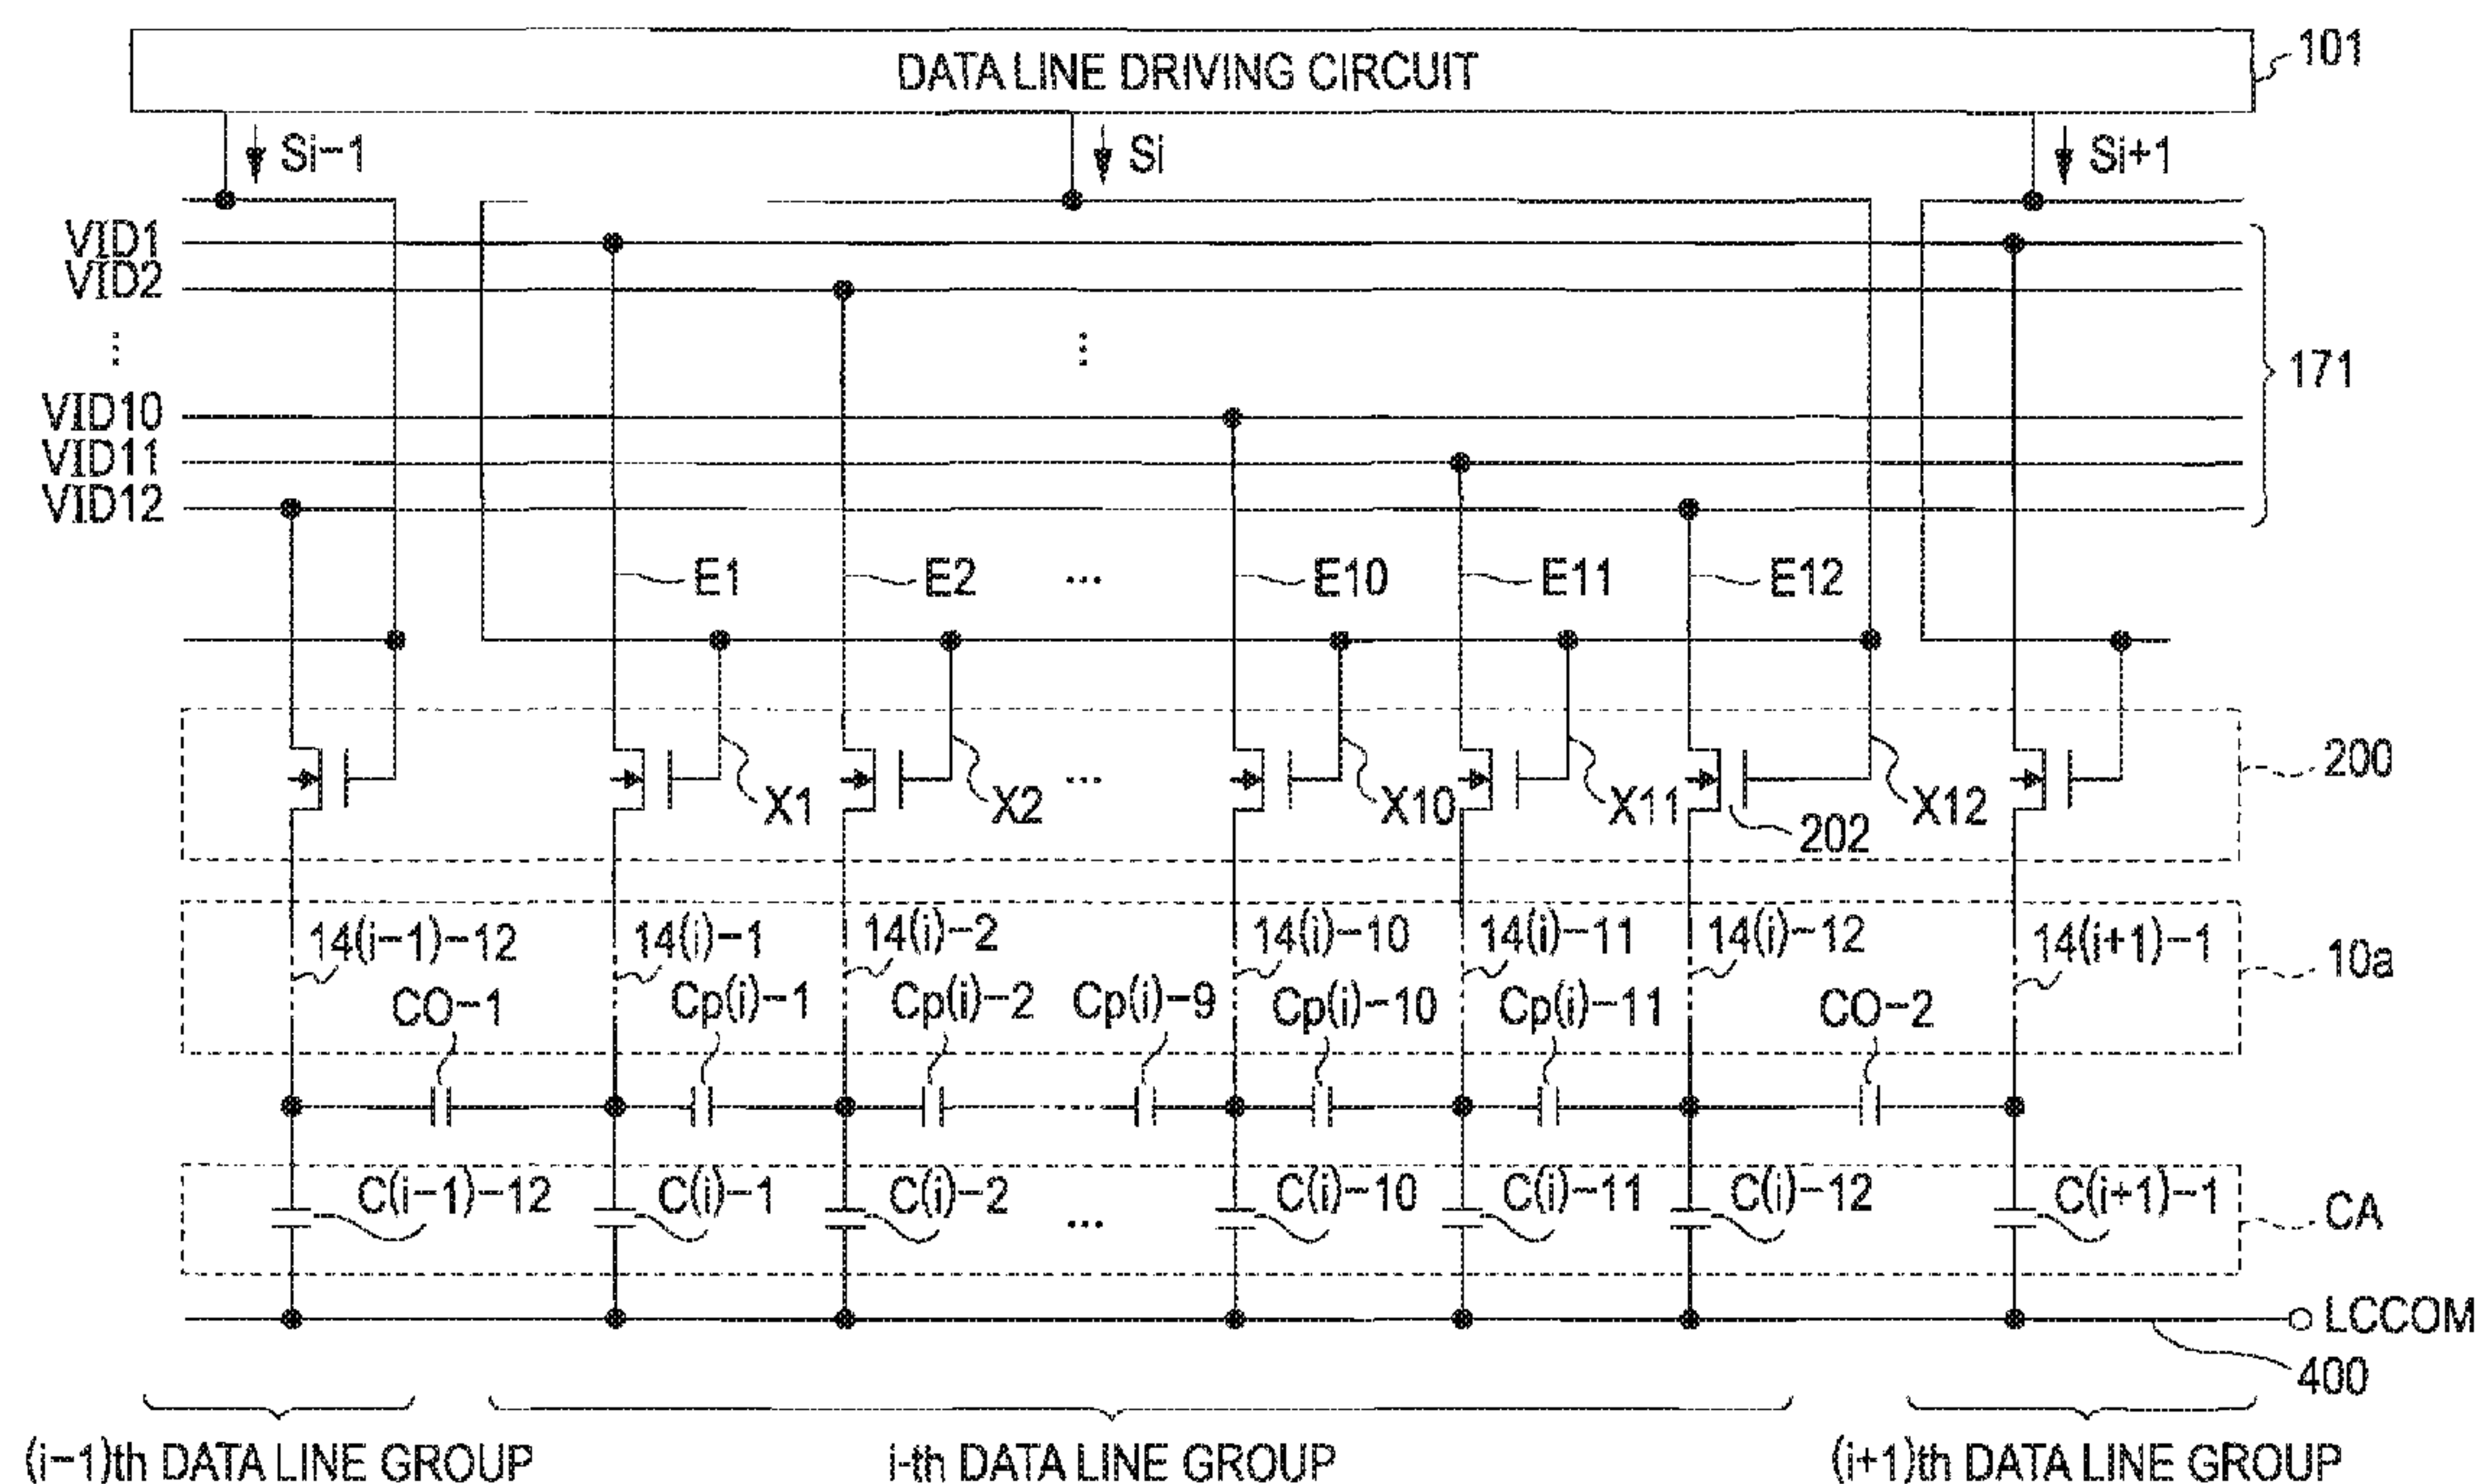 DATA LINE DRIVING CIRCUIT
101
Si-1
Si
Si+1
VID1
VID2
⋮
⋮
VID10
VID11
VID12
171
E1
E2
...
E10
E11
E12
X1
X2
...
X10
X11
202
X12
200
14(i-1)-12
14(i)-1
14(i)-2
14(i)-10
14(i)-11
14(i)-12
14(i+1)-1
10a
CO-1
Cp(i)-1
Cp(i)-2
Cp(i)-9
Cp(i)-10
Cp(i)-11
CO-2
C(i-1)-12
C(i)-1
C(i)-2
...
C(i)-10
C(i)-11
C(i)-12
C(i+1)-1
CA
LCCOM
400
(i-1)th DATA LINE GROUP
i-th DATA LINE GROUP
(i+1)th DATA LINE GROUP